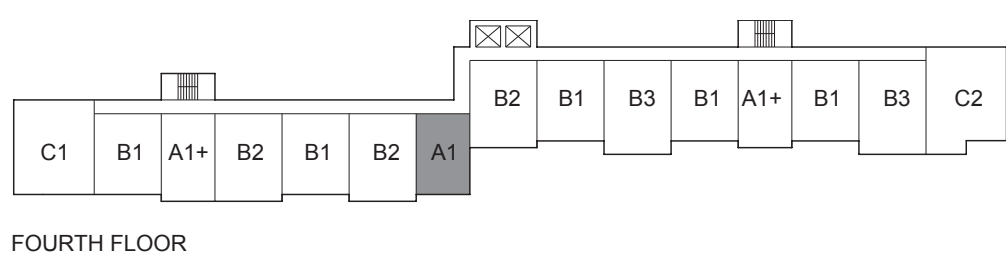 B2 B1 B3 B1 A1+ B1 B3 C2
C1 B1 A1+ B2 B1 B2 A1
FOURTH FLOOR